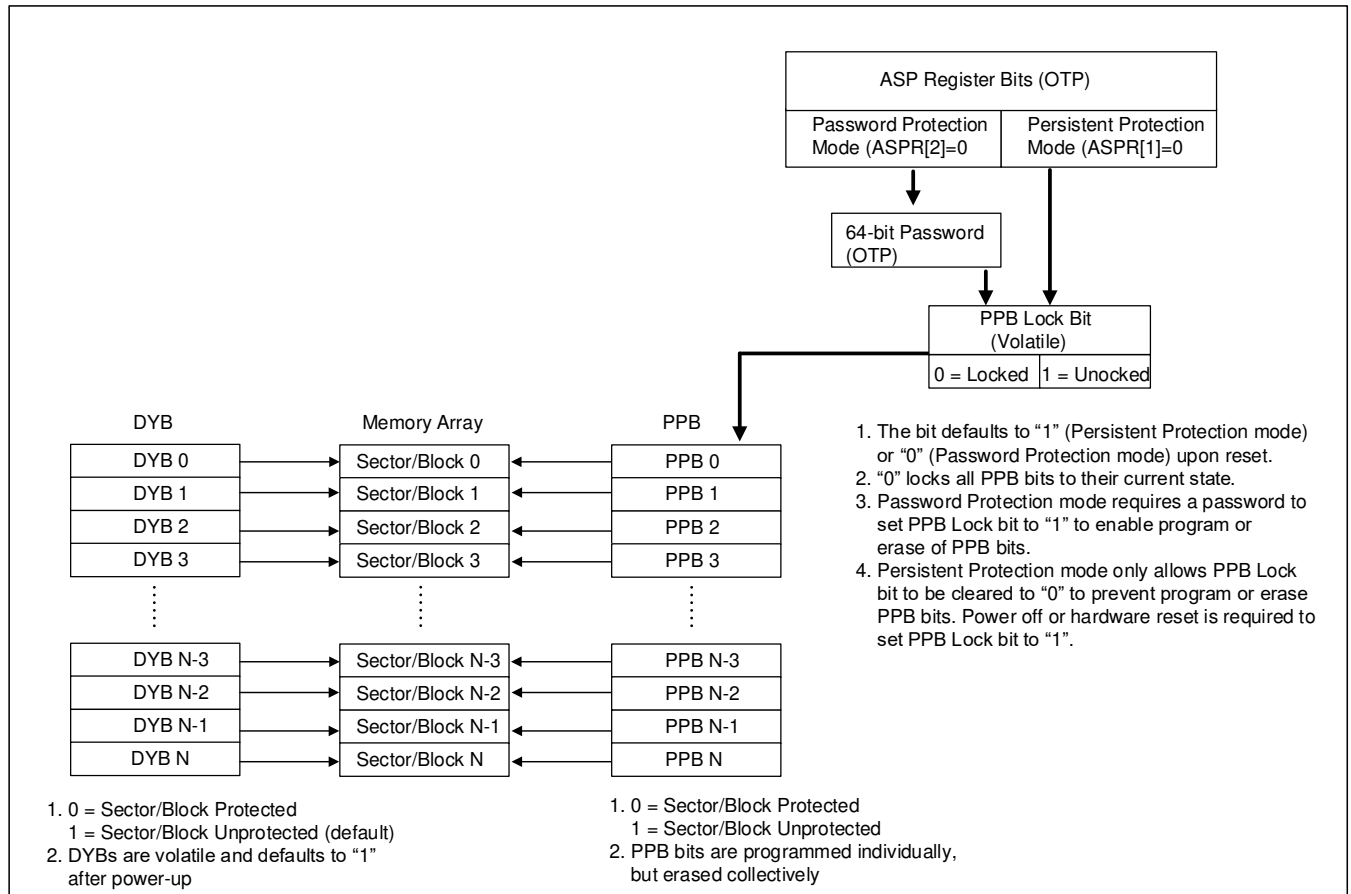 ASP Register Bits (OTP)
Password Protection
Mode (ASPR[2]=0
Persistent Protection
Mode (ASPR[1]=0
64-bit Password
(OTP)
PPB Lock Bit
(Volatile)
0 = Locked
1 = Unocked
1. The bit defaults to “1” (Persistent Protection mode)
or “0” (Password Protection mode) upon reset.
2. “0” locks all PPB bits to their current state.
3. Password Protection mode requires a password to
set PPB Lock bit to “1” to enable program or
erase of PPB bits.
4. Persistent Protection mode only allows PPB Lock
bit to be cleared to “0” to prevent program or erase
PPB bits. Power off or hardware reset is required to
set PPB Lock bit to “1”.
DYB Memory Array PPB
DYB 0 Sector/Block 0 PPB 0
DYB 1 Sector/Block 1 PPB 1
DYB 2 Sector/Block 2 PPB 2
DYB 3 Sector/Block 3 PPB 3
DYB N-3 Sector/Block N-3 PPB N-3
DYB N-2 Sector/Block N-2 PPB N-2
DYB N-1 Sector/Block N-1 PPB N-1
DYB N Sector/Block N PPB N
1. 0 = Sector/Block Protected
1 = Sector/Block Unprotected (default)
2. DYBs are volatile and defaults to “1”
after power-up
1. 0 = Sector/Block Protected
1 = Sector/Block Unprotected
2. PPB bits are programmed individually,
but erased collectively